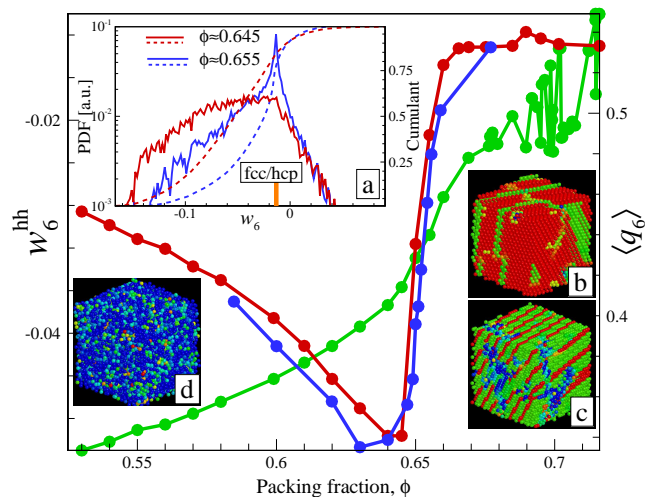 10⁻¹
10⁻²
10⁻³
PDF, [a.u.]
ϕ≈0.645
ϕ≈0.655
0.75
0.5
0.25
Cumulant
fcc/hcp
a
-0.1
0
w₆
-0.02
-0.04
w₆ʰʰ
0.5
0.4
⟨q₆⟩
b
c
d
0.55
0.6
0.65
0.7
Packing fraction, ϕ